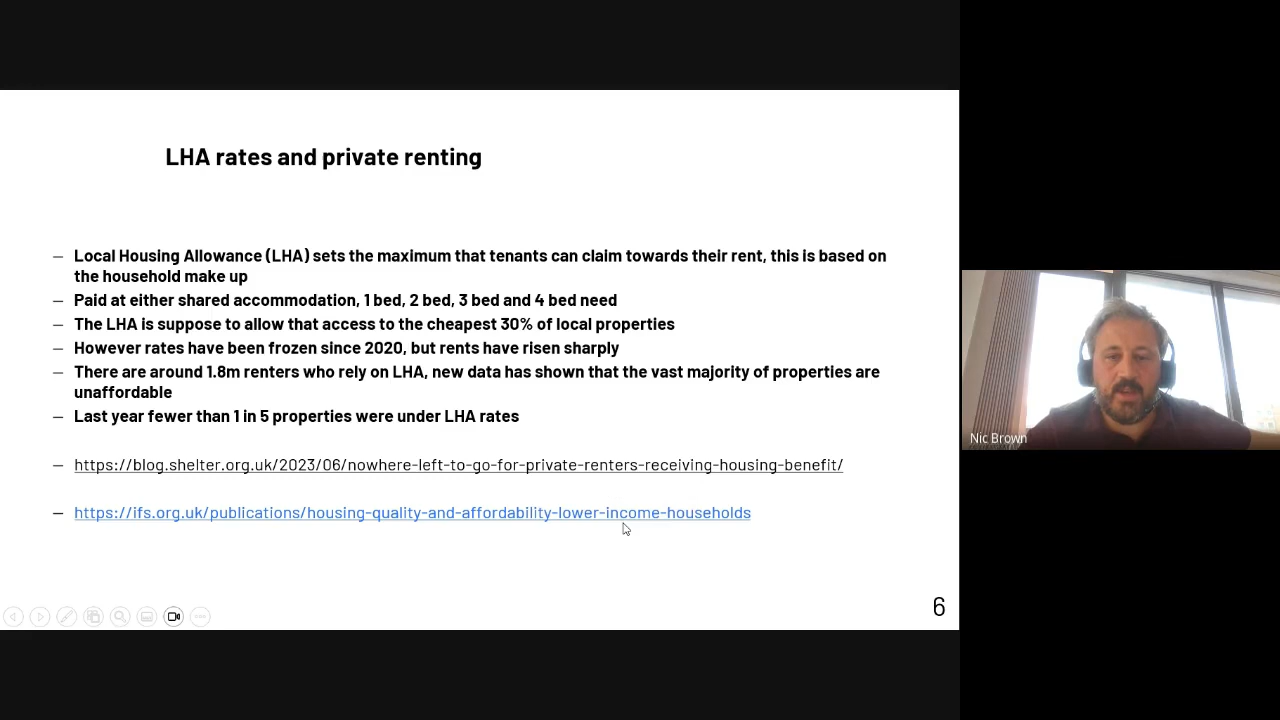 LHA rates and private renting
– Local Housing Allowance (LHA) sets the maximum that tenants can claim towards their rent, this is based on
the household make up
– Paid at either shared accommodation, 1 bed, 2 bed, 3 bed and 4 bed need
– The LHA is suppose to allow that access to the cheapest 30% of local properties
– However rates have been frozen since 2020, but rents have risen sharply
– There are around 1.8m renters who rely on LHA, new data has shown that the vast majority of properties are
unaffordable
– Last year fewer than 1 in 5 properties were under LHA rates
– https://blog.shelter.org.uk/2023/06/nowhere-left-to-go-for-private-renters-receiving-housing-benefit/
– https://ifs.org.uk/publications/housing-quality-and-affordability-lower-income-households
6
Nic Brown